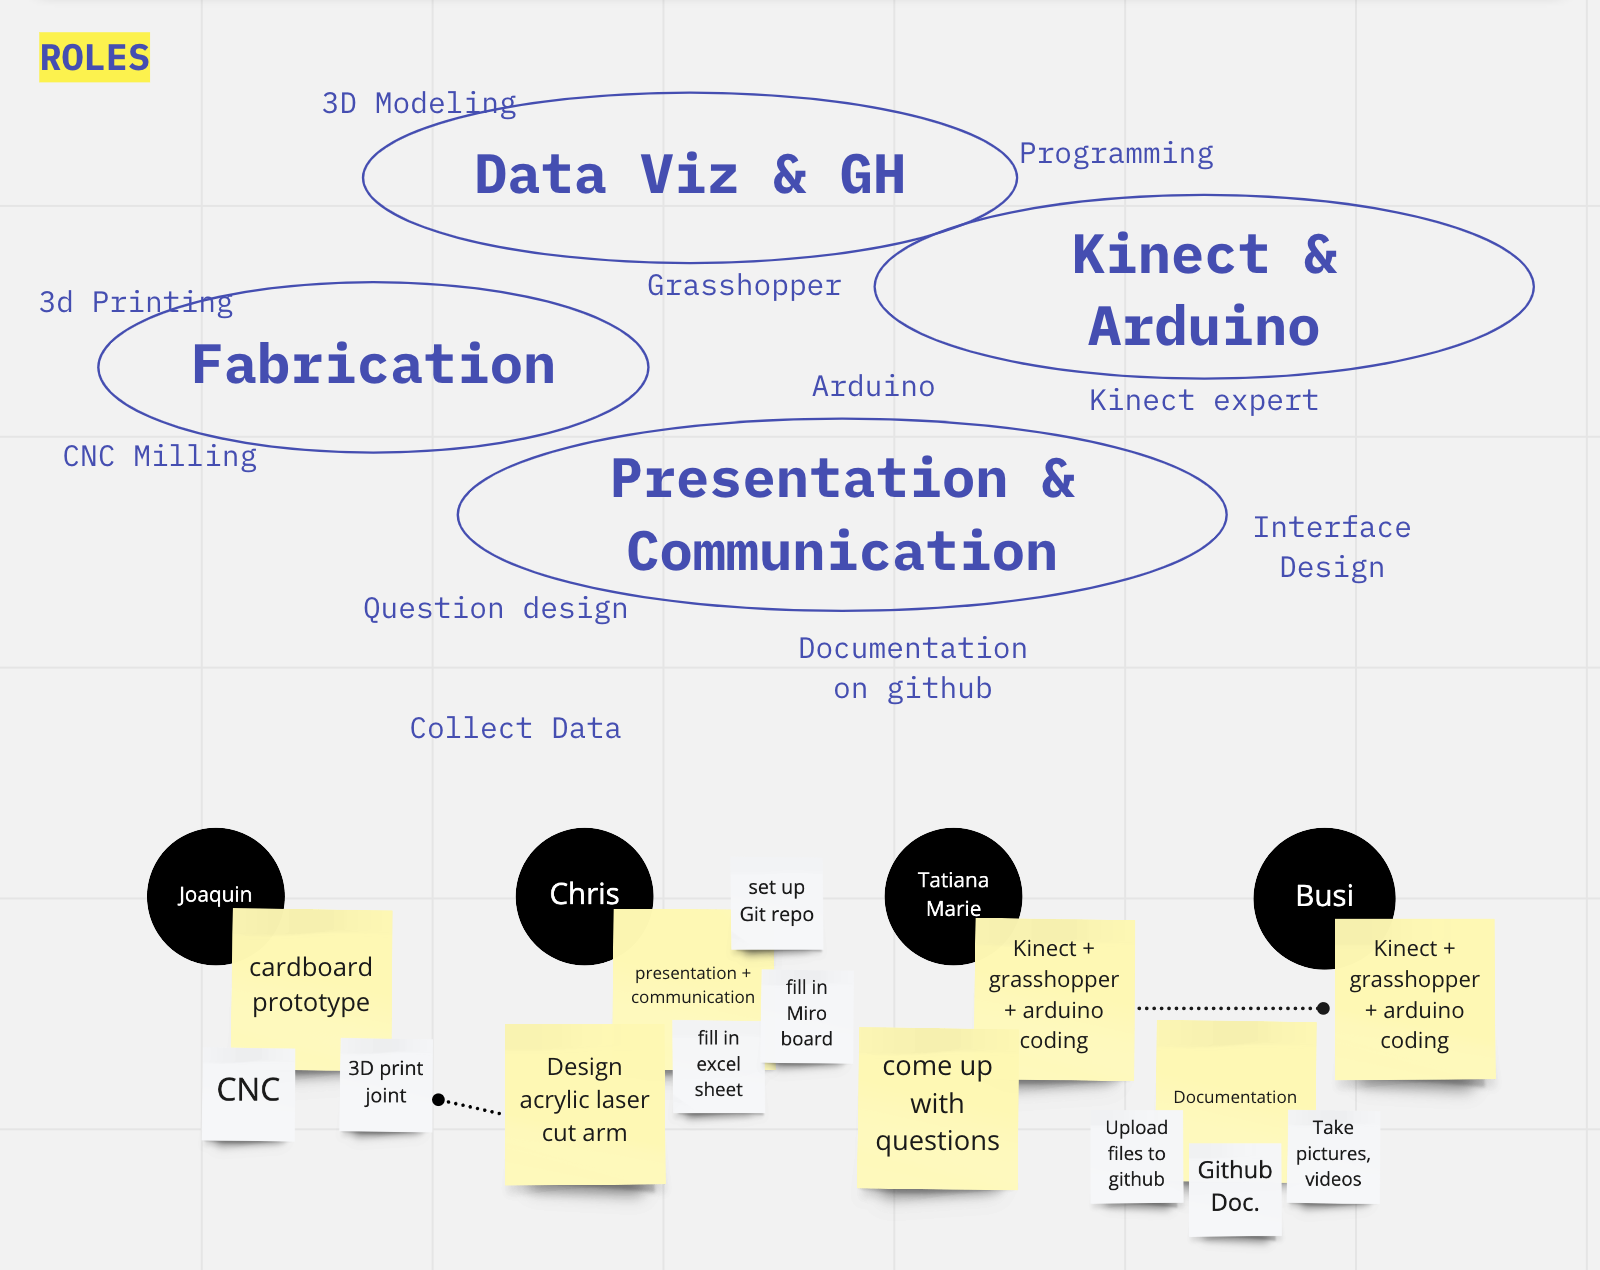 ROLES
3D Modeling
Data Viz & GH
Programming
Kinect &
Arduino
Grasshopper
3d Printing
Fabrication
Arduino
Kinect expert
CNC Milling
Presentation &
Communication
Interface
Design
Question design
Documentation
on github
Collect Data
Joaquin
cardboard
prototype
CNC
3D print
joint
Chris
set up
Git repo
presentation +
communication
fill in
Miro
board
fill in
excel
sheet
Design
acrylic laser
cut arm
Tatiana
Marie
Kinect +
grasshopper
+ arduino
coding
come up
with
questions
Busi
Kinect +
grasshopper
+ arduino
coding
Documentation
Upload
files to
github
Github
Doc.
Take
pictures,
videos